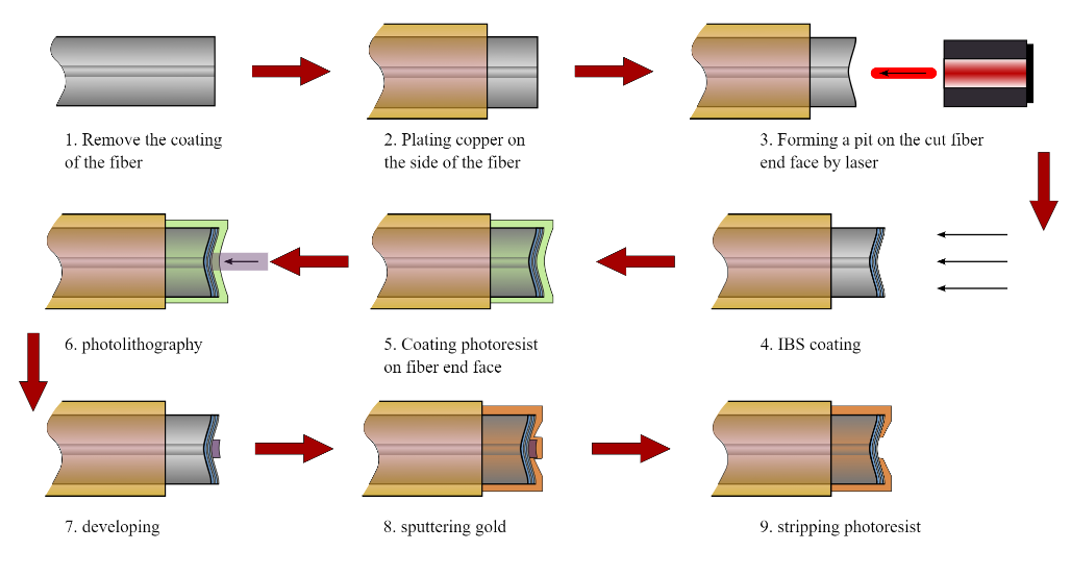 1. Remove the coating
of the fiber
2. Plating copper on
the side of the fiber
3. Forming a pit on the cut fiber
end face by laser
6. photolithography
5. Coating photoresist
on fiber end face
4. IBS coating
7. developing
8. sputtering gold
9. stripping photoresist